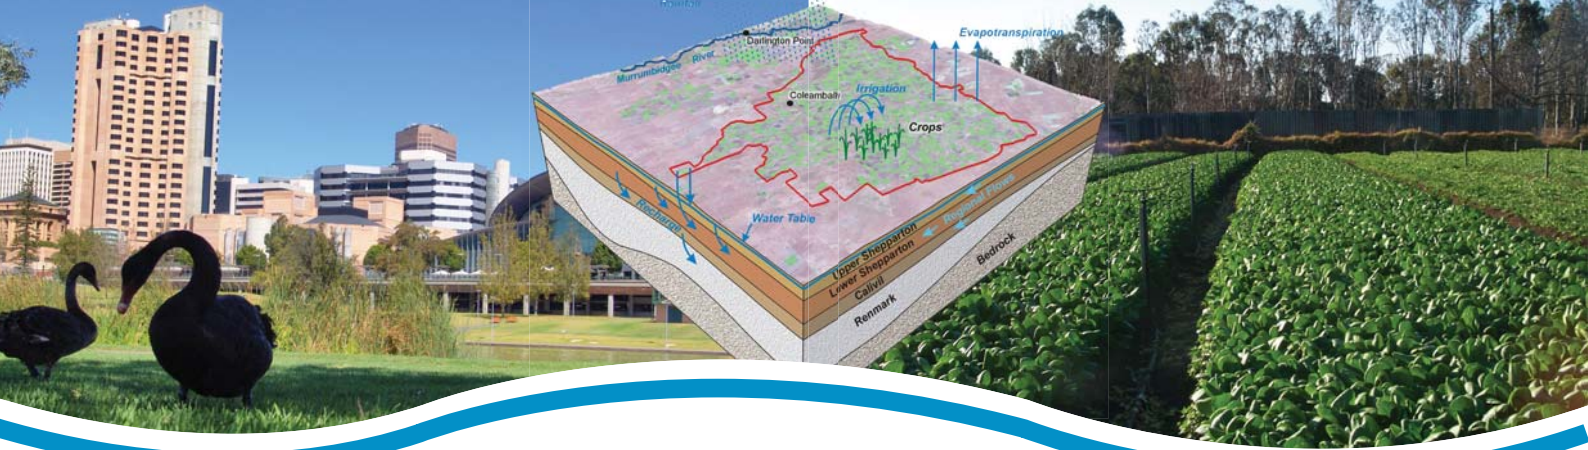 Rainfall
Evapotranspiration
Darlington Point
Murrumbidgee River
Coleambally
Irrigation
Crops
Recharge
Water Table
Regional Flows
Upper Shepparton
Lower Shepparton
Calivil
Renmark
Bedrock